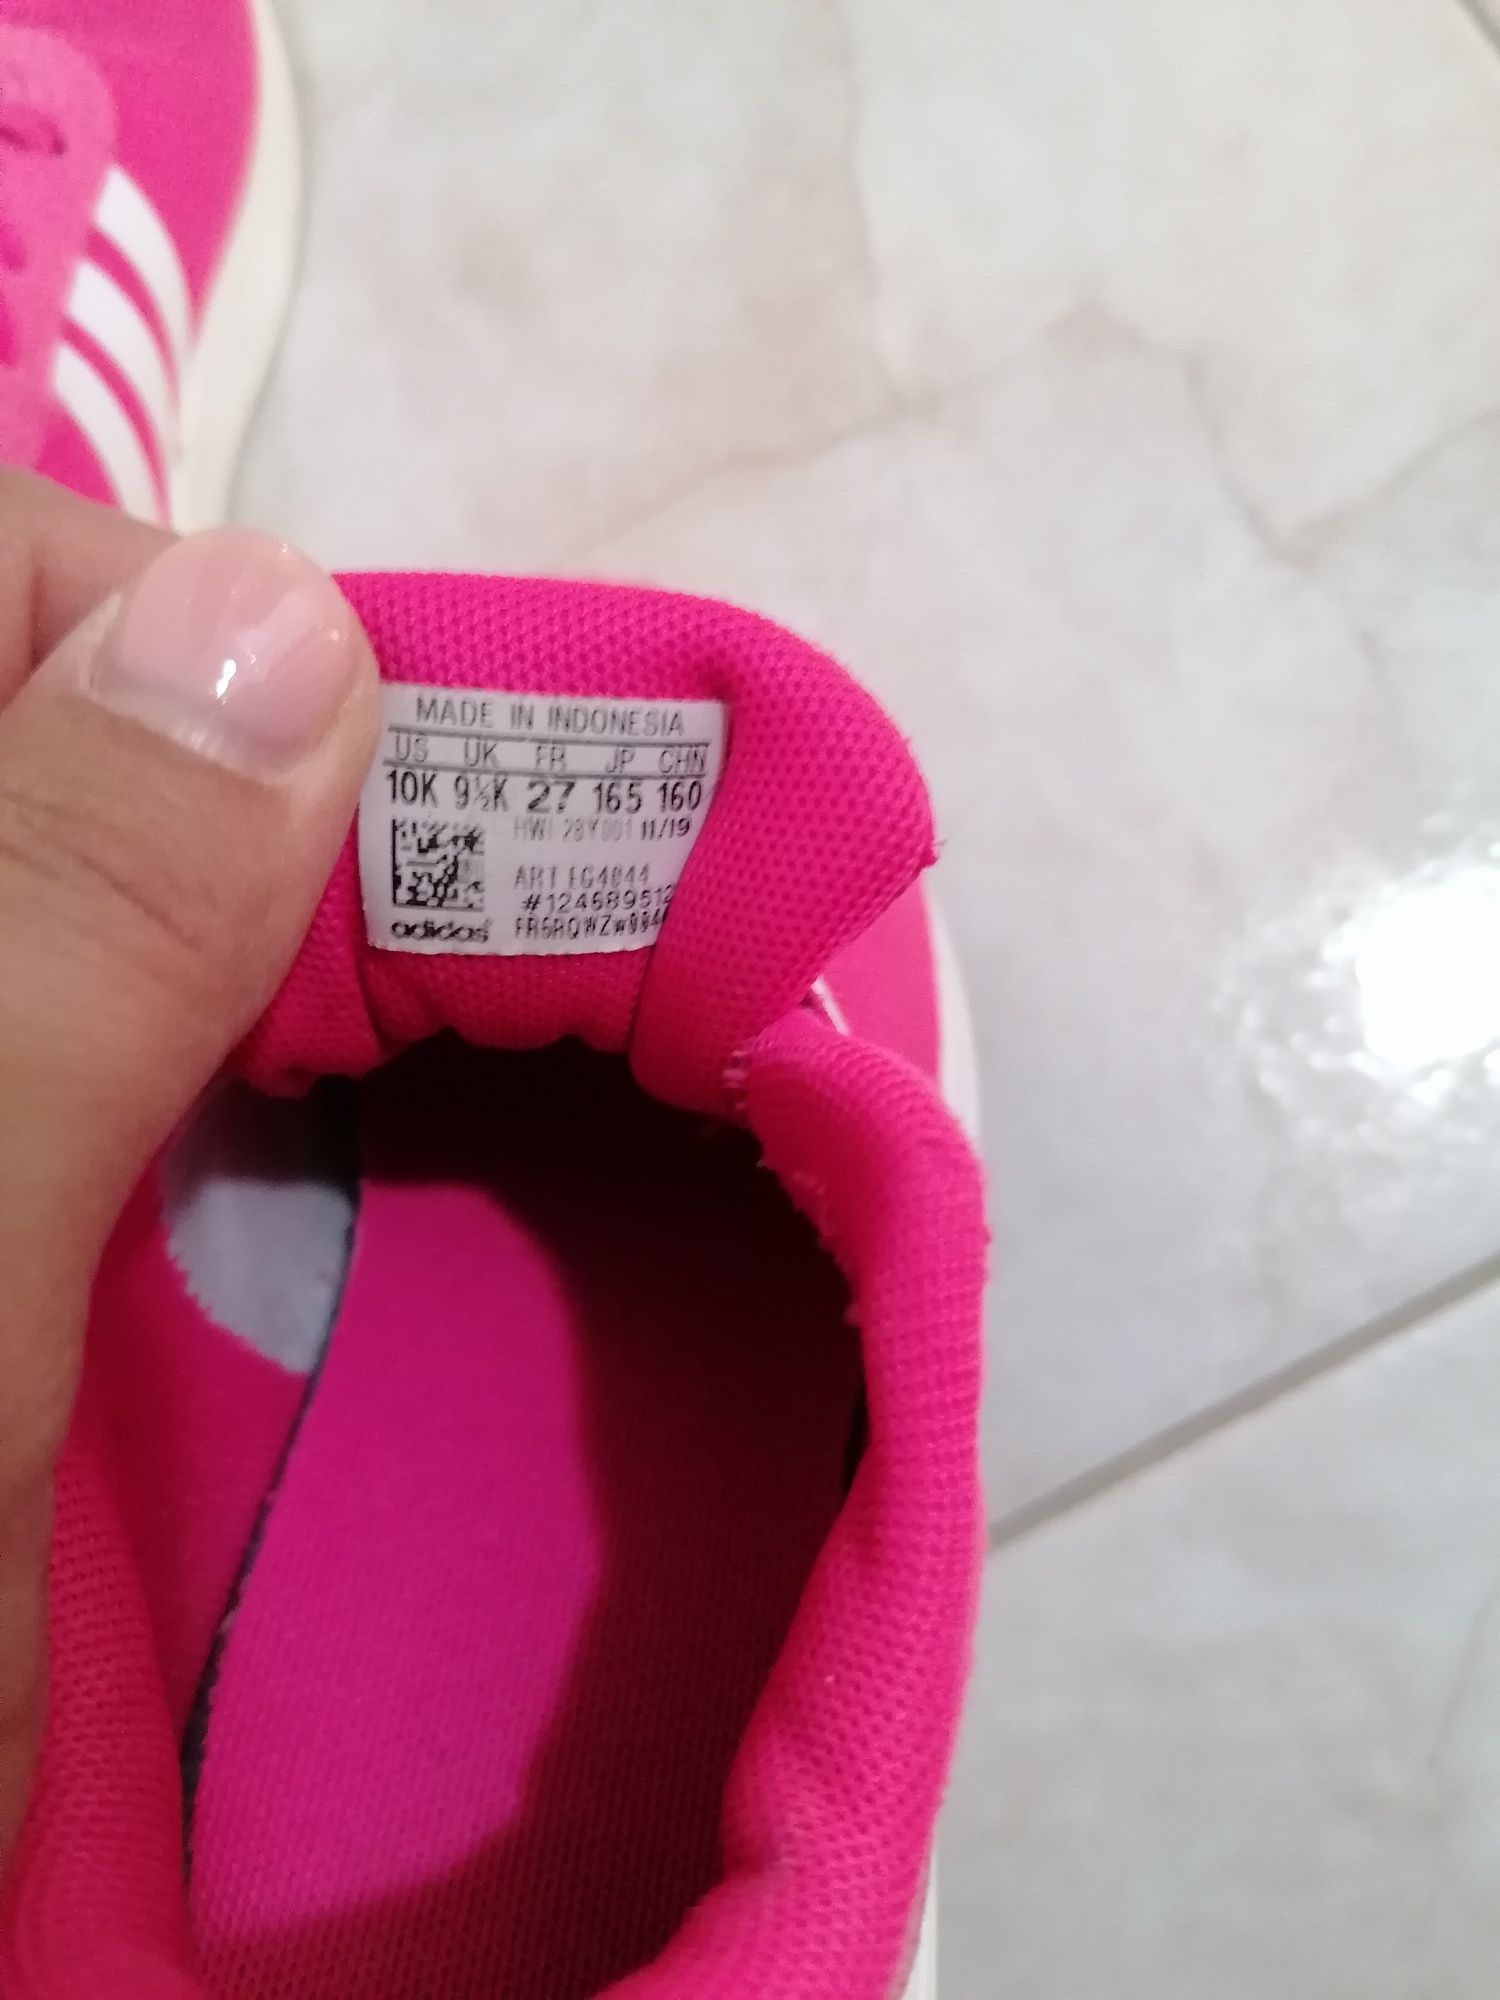 MADE IN INDONESIA
US UK FR JP CHN
10K 9½K 27 165 160
HWI 28Y001 11/19
ART EG4044
#124689512
adidas